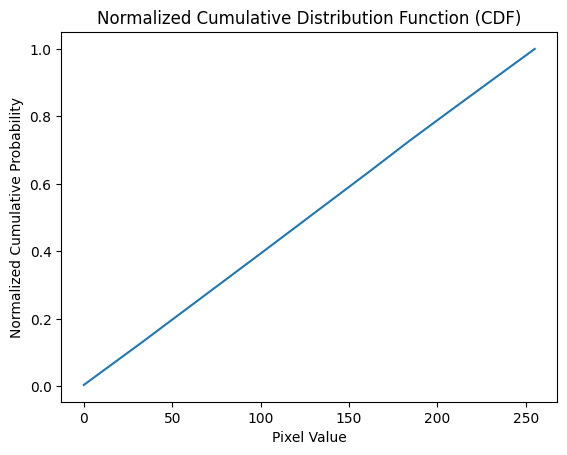 Normalized Cumulative Distribution Function (CDF)
Normalized Cumulative Probability
1.0
0.8
0.6
0.4
0.2
0.0
0 50 100 150 200 250
Pixel Value